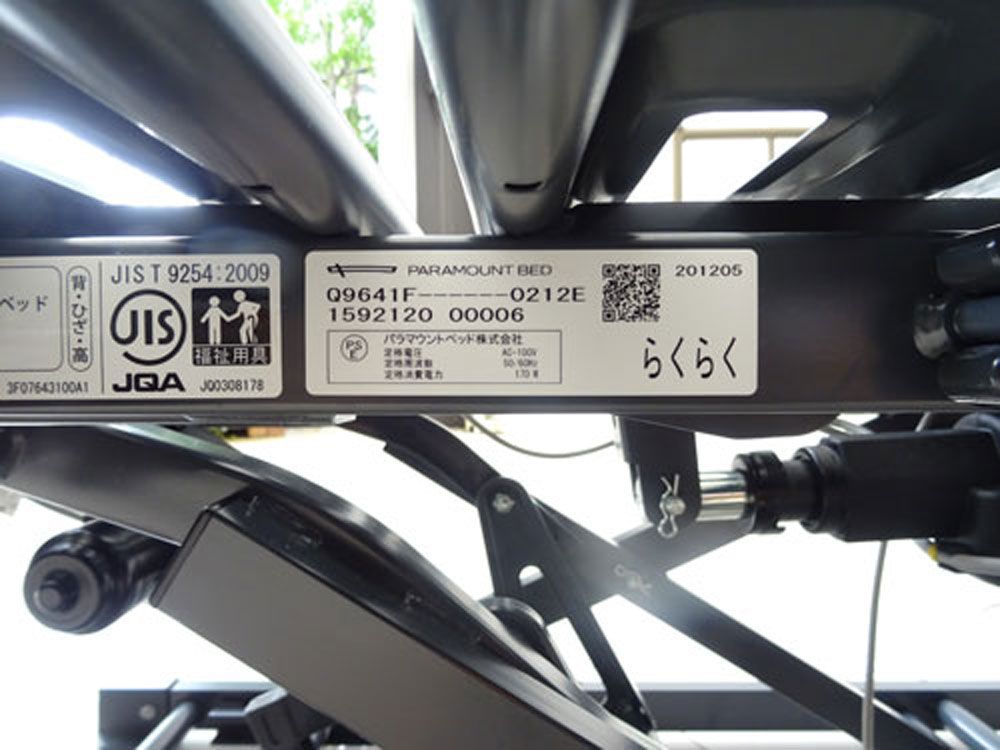 ベッド
背・ひざ・高
3F07643100A1
JIS T 9254:2009
JIS
福祉用具
JQA
JQ0308178
PARAMOUNT BED
201205
Q9641F------0212E
1592120 00006
PS
E
パラマウントベッド株式会社
定格電圧 AC-100V
定格周波数 50/60Hz
定格消費電力 170 W
らくらく